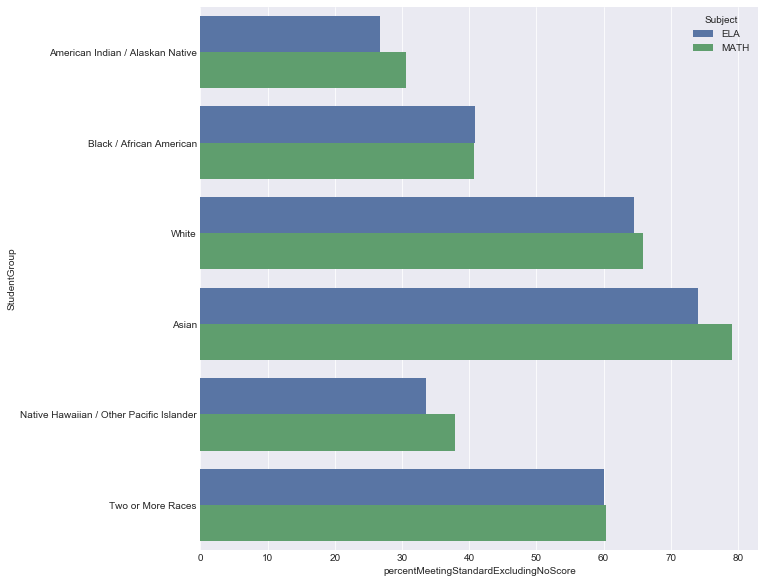 Subject
ELA
MATH
American Indian / Alaskan Native
Black / African American
White
Asian
Native Hawaiian / Other Pacific Islander
Two or More Races
StudentGroup
0 10 20 30 40 50 60 70 80
percentMeetingStandardExcludingNoScore